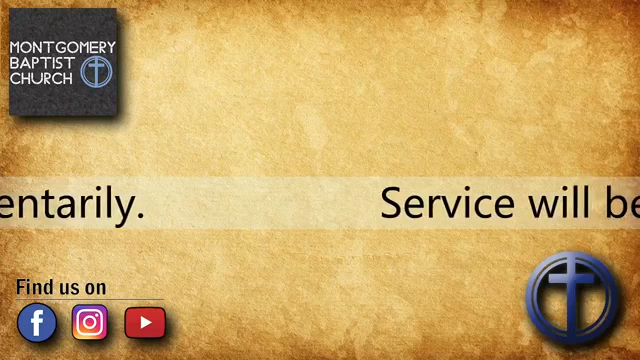 MONTGOMERY
BAPTIST
CHURCH
entarily. Service will be
Find us on